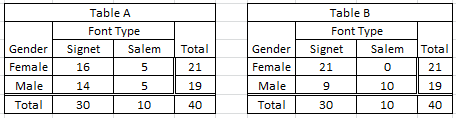 Table A
Font Type
Gender Signet Salem Total
Female 16 5 21
Male 14 5 19
Total 30 10 40
Table B
Font Type
Gender Signet Salem Total
Female 21 0 21
Male 9 10 19
Total 30 10 40